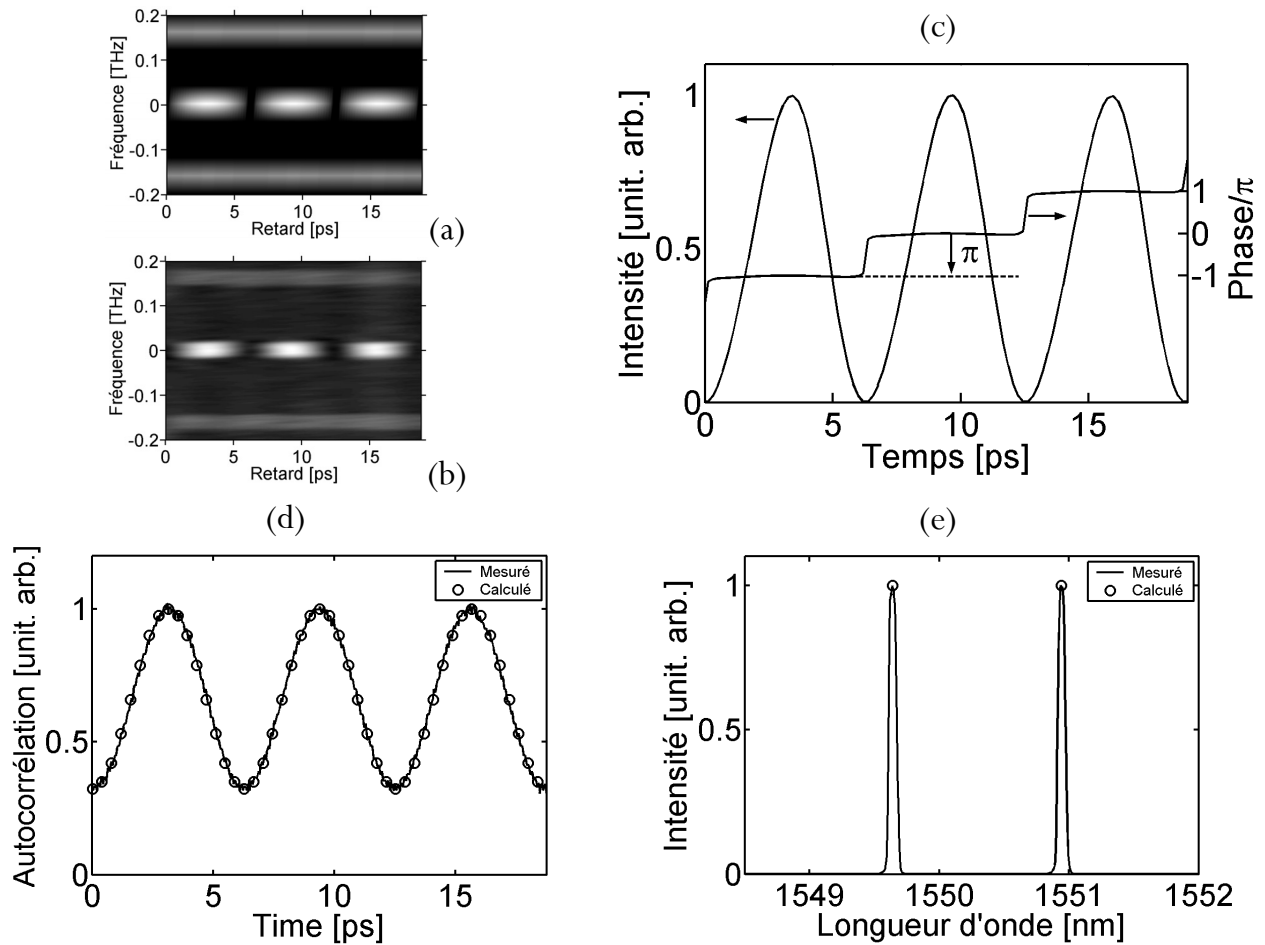 0.2
0.1
0
-0.1
-0.2
Fréquence [THz]
0 5 10 15
Retard [ps]
(a)
0.2
0.1
0
-0.1
-0.2
Fréquence [THz]
0 5 10 15
Retard [ps]
(b)
(c)
1
0.5
0
Intensité [unit. arb.]
π
1
0
-1
Phase/π
0 5 10 15
Temps [ps]
(d)
Mesuré
Calculé
1
0.5
0
Autocorrélation [unit. arb.]
0 5 10 15
Time [ps]
(e)
Mesuré
Calculé
1
0.5
0
Intensité [unit. arb.]
1549 1550 1551 1552
Longueur d'onde [nm]